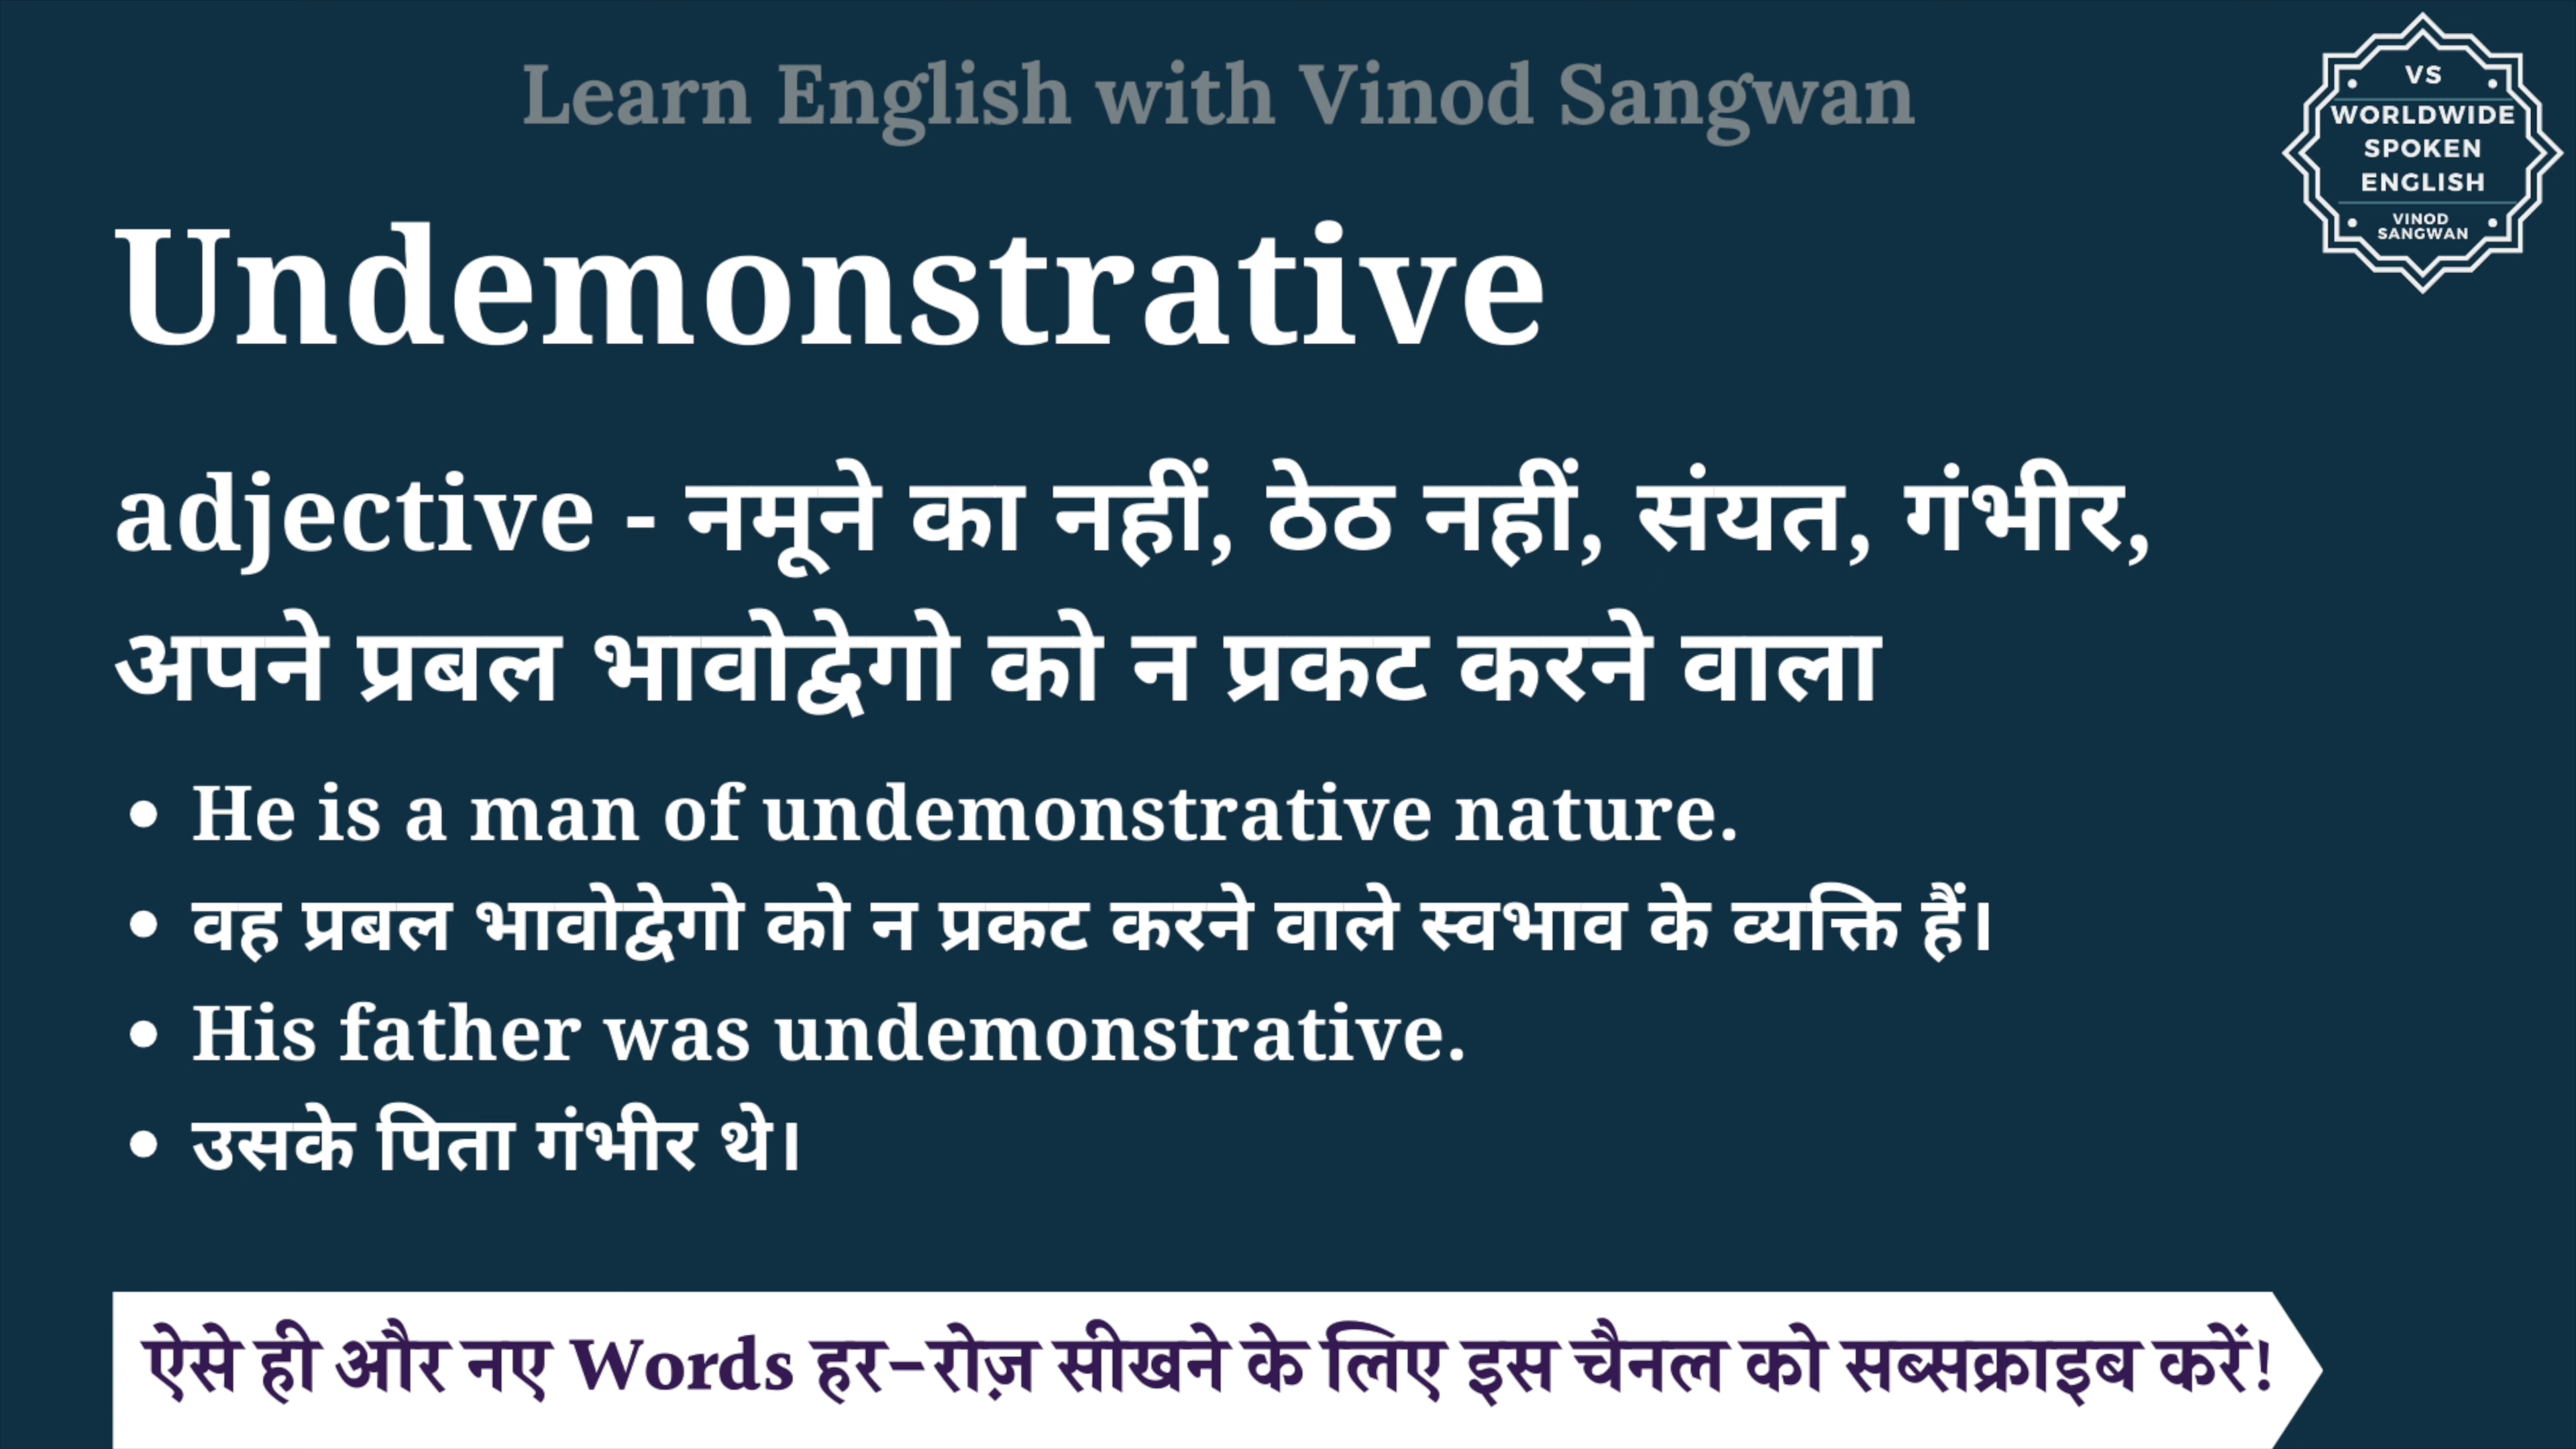 Learn English with Vinod Sangwan
VS
WORLDWIDE
SPOKEN
ENGLISH
VINOD
SANGWAN
Undemonstrative
adjective - नमूने का नहीं, ठेठ नहीं, संयत, गंभीर,
अपने प्रबल भावोद्वेगो को न प्रकट करने वाला
• He is a man of undemonstrative nature.
• वह प्रबल भावोद्वेगो को न प्रकट करने वाले स्वभाव के व्यक्ति हैं।
• His father was undemonstrative.
• उसके पिता गंभीर थे।
ऐसे ही और नए Words हर-रोज़ सीखने के लिए इस चैनल को सब्सक्राइब करें!